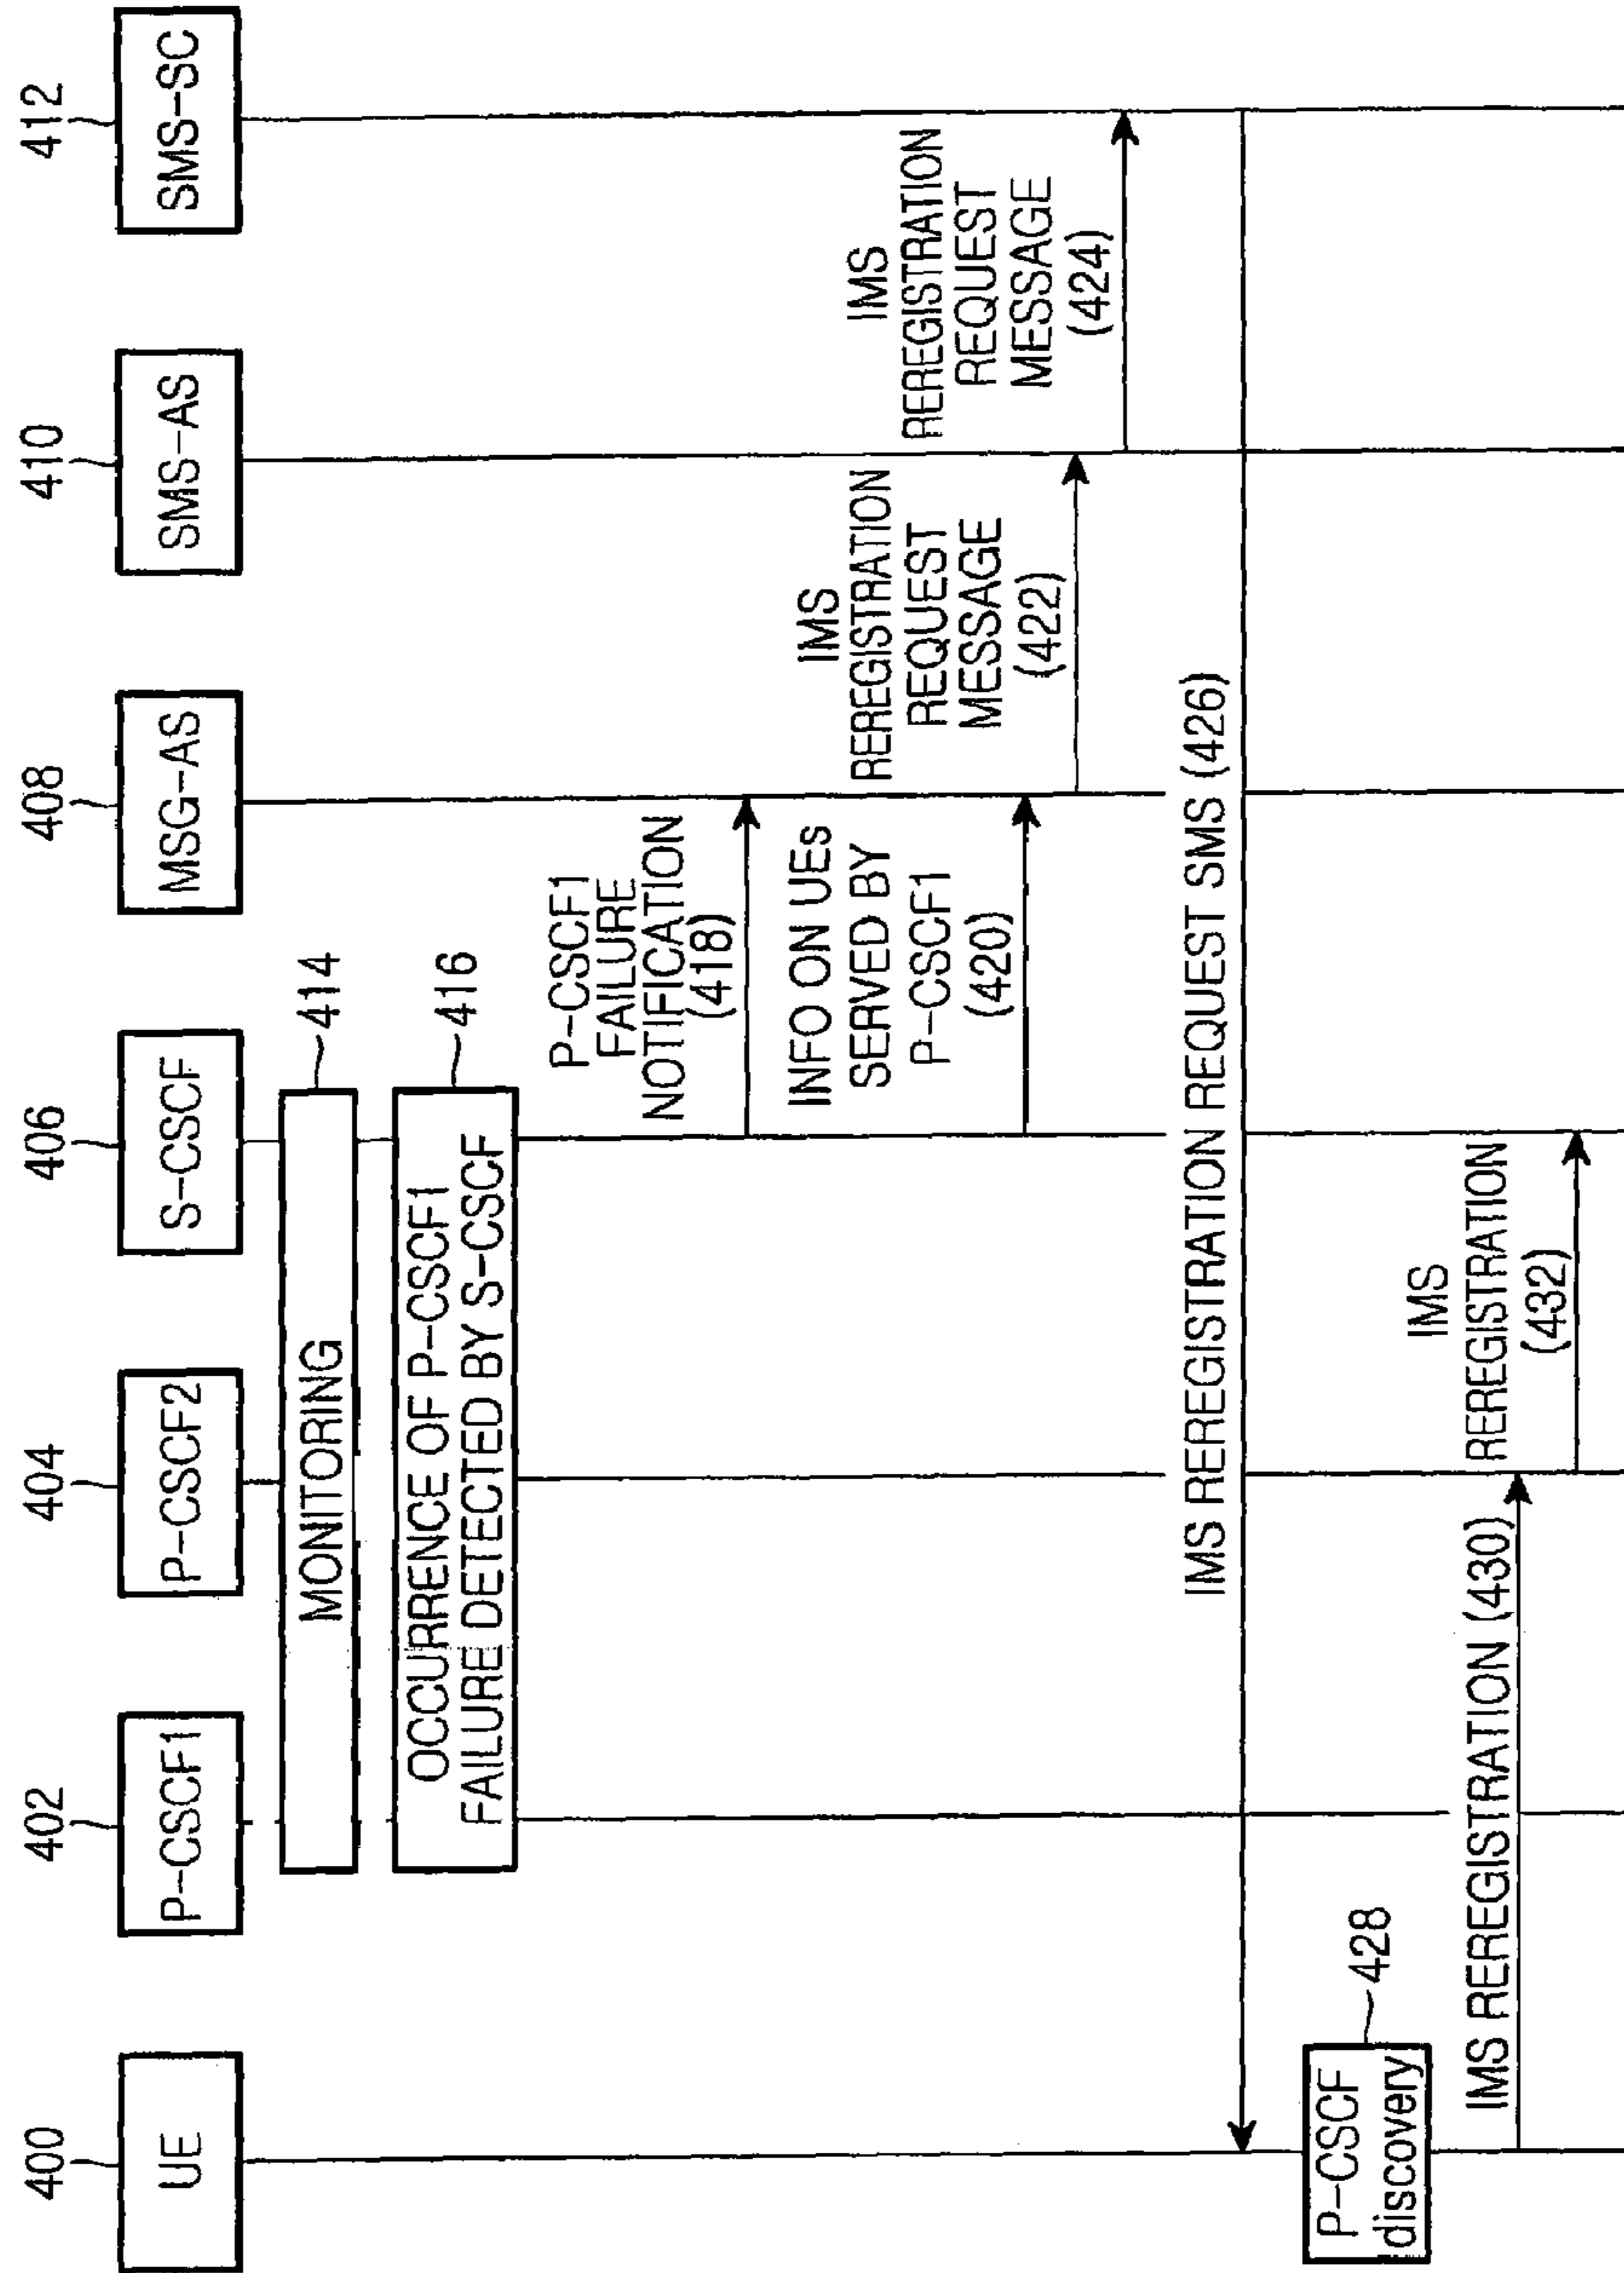 400
402
404
406
408
410
412
UE
P-CSCF1
P-CSCF2
S-CSCF
MSG-AS
SMS-AS
SMS-SC
MONITORING
414
OCCURRENCE OF P-CSCF1
FAILURE DETECTED BY S-CSCF
416
P-CSCF1
FAILURE
NOTIFICATION
(418)
INFO ON UEs
SERVED BY
P-CSCF1
(420)
IMS
REREGISTRATION
REQUEST
MESSAGE
(422)
IMS
REREGISTRATION
REQUEST
MESSAGE
(424)
IMS REREGISTRATION REQUEST SMS (426)
P-CSCF
discovery
428
IMS REREGISTRATION (430)
IMS
REREGISTRATION
(432)